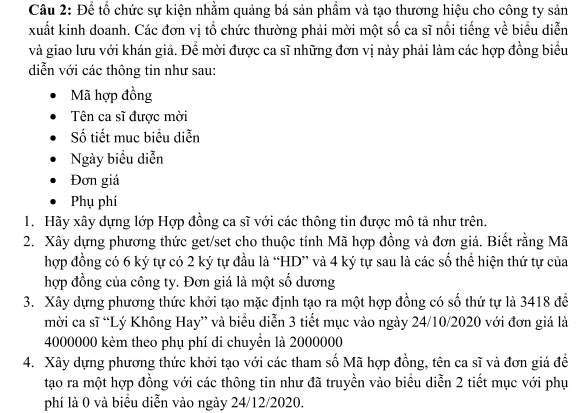 Câu 2: Để tổ chức sự kiện nhằm quảng bá sản phẩm và tạo thương hiệu cho công ty sản
xuất kinh doanh. Các đơn vị tổ chức thường phải mời một số ca sĩ nổi tiếng về biểu diễn
và giao lưu với khán giả. Để mời được ca sĩ những đơn vị này phải làm các hợp đồng biểu
diễn với các thông tin như sau:
• Mã hợp đồng
• Tên ca sĩ được mời
• Số tiết muc biểu diễn
• Ngày biểu diễn
• Đơn giá
• Phụ phí
1. Hãy xây dựng lớp Hợp đồng ca sĩ với các thông tin được mô tả như trên.
2. Xây dựng phương thức get/set cho thuộc tính Mã hợp đồng và đơn giá. Biết rằng Mã
hợp đồng có 6 ký tự có 2 ký tự đầu là “HD” và 4 ký tự sau là các số thể hiện thứ tự của
hợp đồng của công ty. Đơn giá là một số dương
3. Xây dựng phương thức khởi tạo mặc định tạo ra một hợp đồng có số thứ tự là 3418 để
mời ca sĩ “Lý Không Hay” và biểu diễn 3 tiết mục vào ngày 24/10/2020 với đơn giá là
4000000 kèm theo phụ phí di chuyển là 2000000
4. Xây dựng phương thức khởi tạo với các tham số Mã hợp đồng, tên ca sĩ và đơn giá để
tạo ra một hợp đồng với các thông tin như đã truyền vào biểu diễn 2 tiết mục với phụ
phí là 0 và biểu diễn vào ngày 24/12/2020.